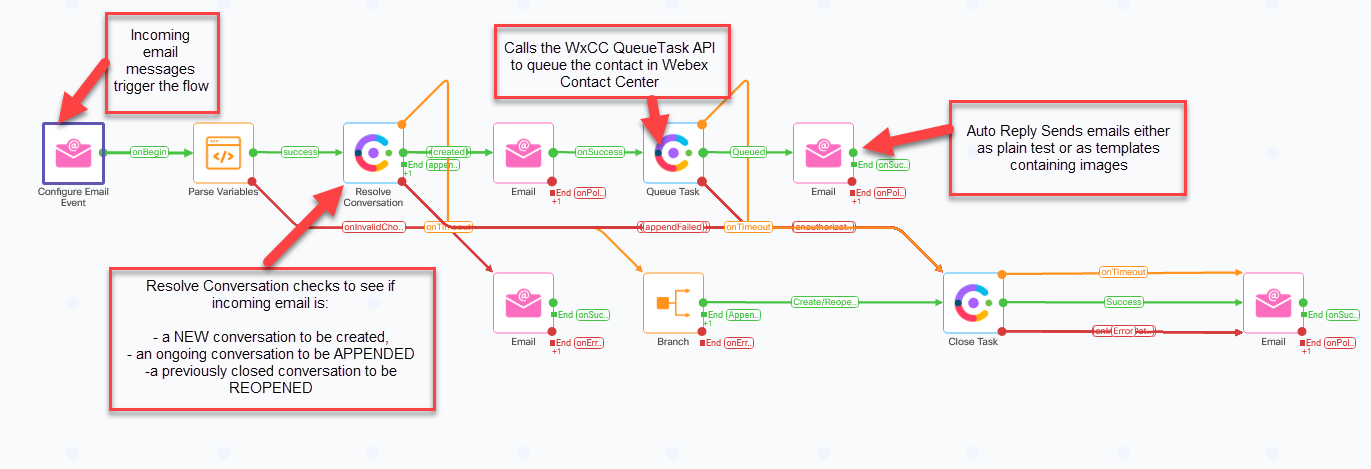 Incoming
email
messages
trigger the flow
Calls the WxCC QueueTask API
to queue the contact in Webex
Contact Center
Auto Reply Sends emails either
as plain test or as templates
containing images
onBegin
success
(created)
onSuccess
Queued
End
appen..
+1
End
onSuc..
Configure Email
Event
Parse Variables
Resolve
Conversation
Email
End
onPol..
+1
Queue Task
Email
End
onPol..
+1
onInvalidCho..
onTimeout
(appendFailed)
onTimeout
Resolve Conversation checks to see if
incoming email is:
- a NEW conversation to be created,
- an ongoing conversation to be APPENDED
-a previously closed conversation to be
REOPENED
onTimeout
Create/Reope..
Success
End
onSuc..
End
Appen..
+1
End
onSuc..
Email
End
onErr..
+1
Branch
End
onErr..
Close Task
Error
Email
End
onPol..
+1